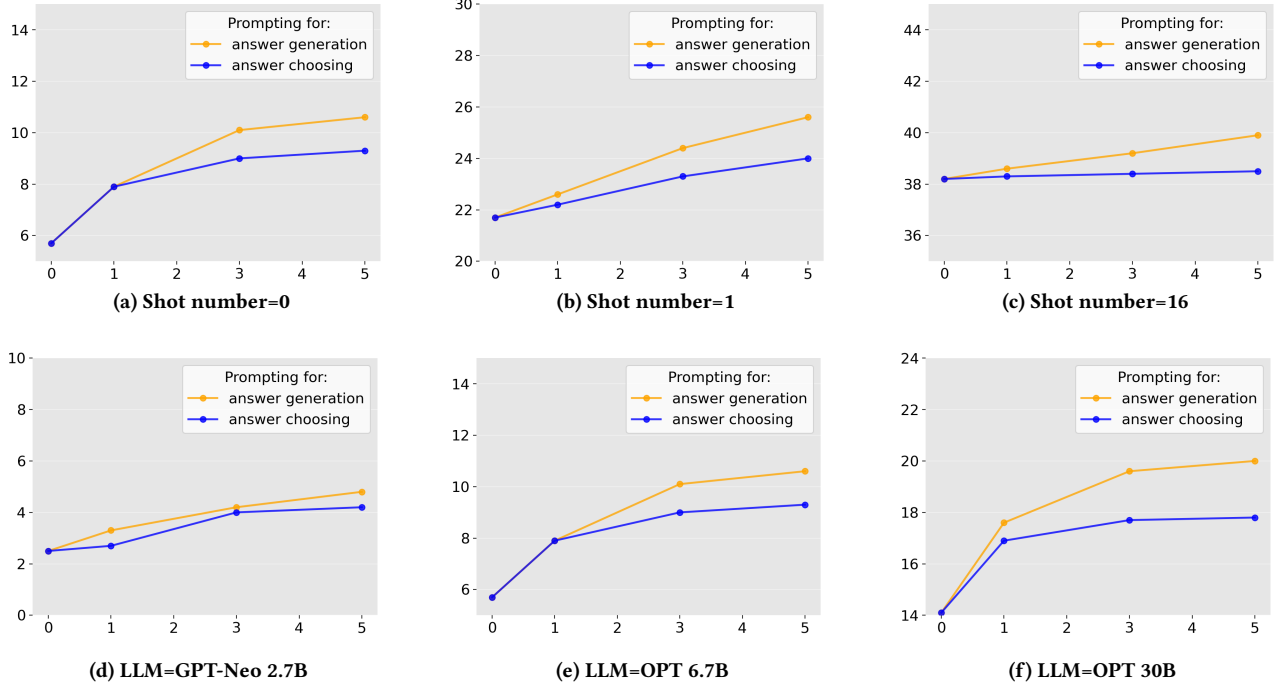 Prompting for:
answer generation
answer choosing
14
12
10
8
6
0 1 2 3 4 5
(a) Shot number=0
Prompting for:
answer generation
answer choosing
30
28
26
24
22
20
0 1 2 3 4 5
(b) Shot number=1
Prompting for:
answer generation
answer choosing
44
42
40
38
36
0 1 2 3 4 5
(c) Shot number=16
Prompting for:
answer generation
answer choosing
10
8
6
4
2
0
0 1 2 3 4 5
(d) LLM=GPT-Neo 2.7B
Prompting for:
answer generation
answer choosing
14
12
10
8
6
0 1 2 3 4 5
(e) LLM=OPT 6.7B
Prompting for:
answer generation
answer choosing
24
22
20
18
16
14
0 1 2 3 4 5
(f) LLM=OPT 30B